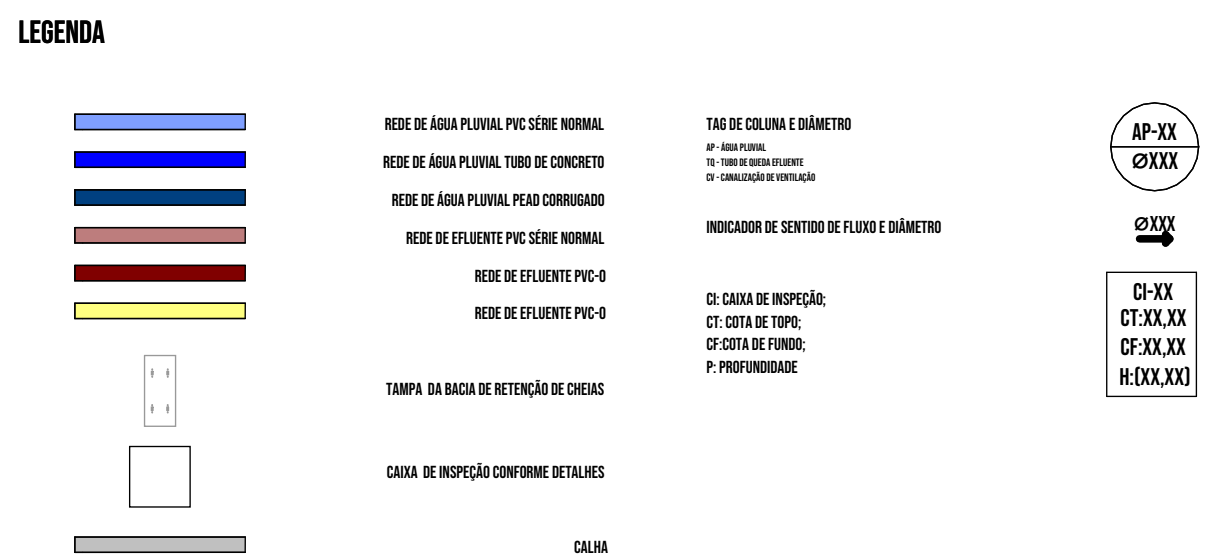 LEGENDA
REDE DE ÁGUA PLUVIAL PVC SÉRIE NORMAL
REDE DE ÁGUA PLUVIAL TUBO DE CONCRETO
REDE DE ÁGUA PLUVIAL PEAD CORRUGADO
REDE DE EFLUENTE PVC SÉRIE NORMAL
REDE DE EFLUENTE PVC-O
REDE DE EFLUENTE PVC-O
TAMPA DA BACIA DE RETENÇÃO DE CHEIAS
CAIXA DE INSPEÇÃO CONFORME DETALHES
CALHA
TAG DE COLUNA E DIÂMETRO
AP - ÁGUA PLUVIAL
TQ - TUBO DE QUEDA EFLUENTE
CV - CANALIZAÇÃO DE VENTILAÇÃO
INDICADOR DE SENTIDO DE FLUXO E DIÂMETRO
CI: CAIXA DE INSPEÇÃO;
CT: COTA DE TOPO;
CF:COTA DE FUNDO;
P: PROFUNDIDADE
AP-XX
ØXXX
ØXXX
CI-XX
CT:XX,XX
CF:XX,XX
H:(XX,XX)